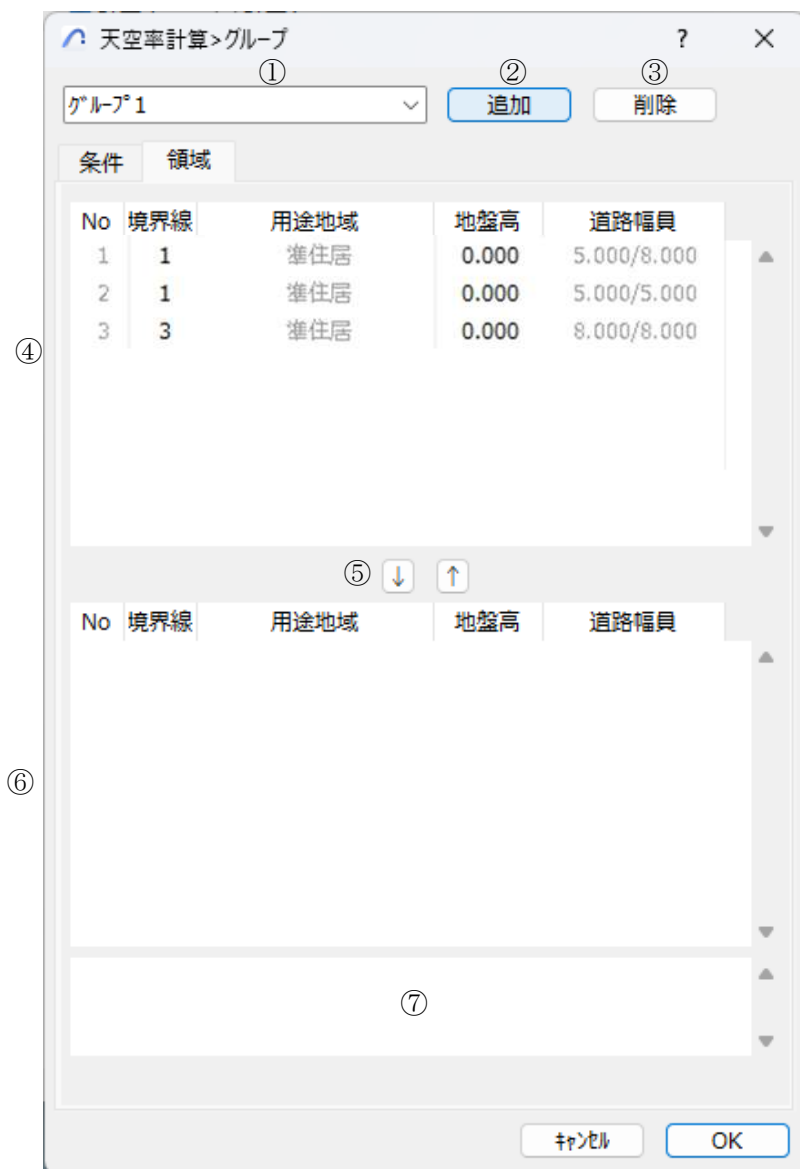 天空率計算>グループ ?
① ② ③
グループ1 追加 削除
条件 領域
No 境界線 用途地域 地盤高 道路幅員
1 1 準住居 0.000 5.000/8.000
2 1 準住居 0.000 5.000/5.000
3 3 準住居 0.000 8.000/8.000
④
⑤ ↓ ↑
No 境界線 用途地域 地盤高 道路幅員
⑥
⑦
キャンセル OK